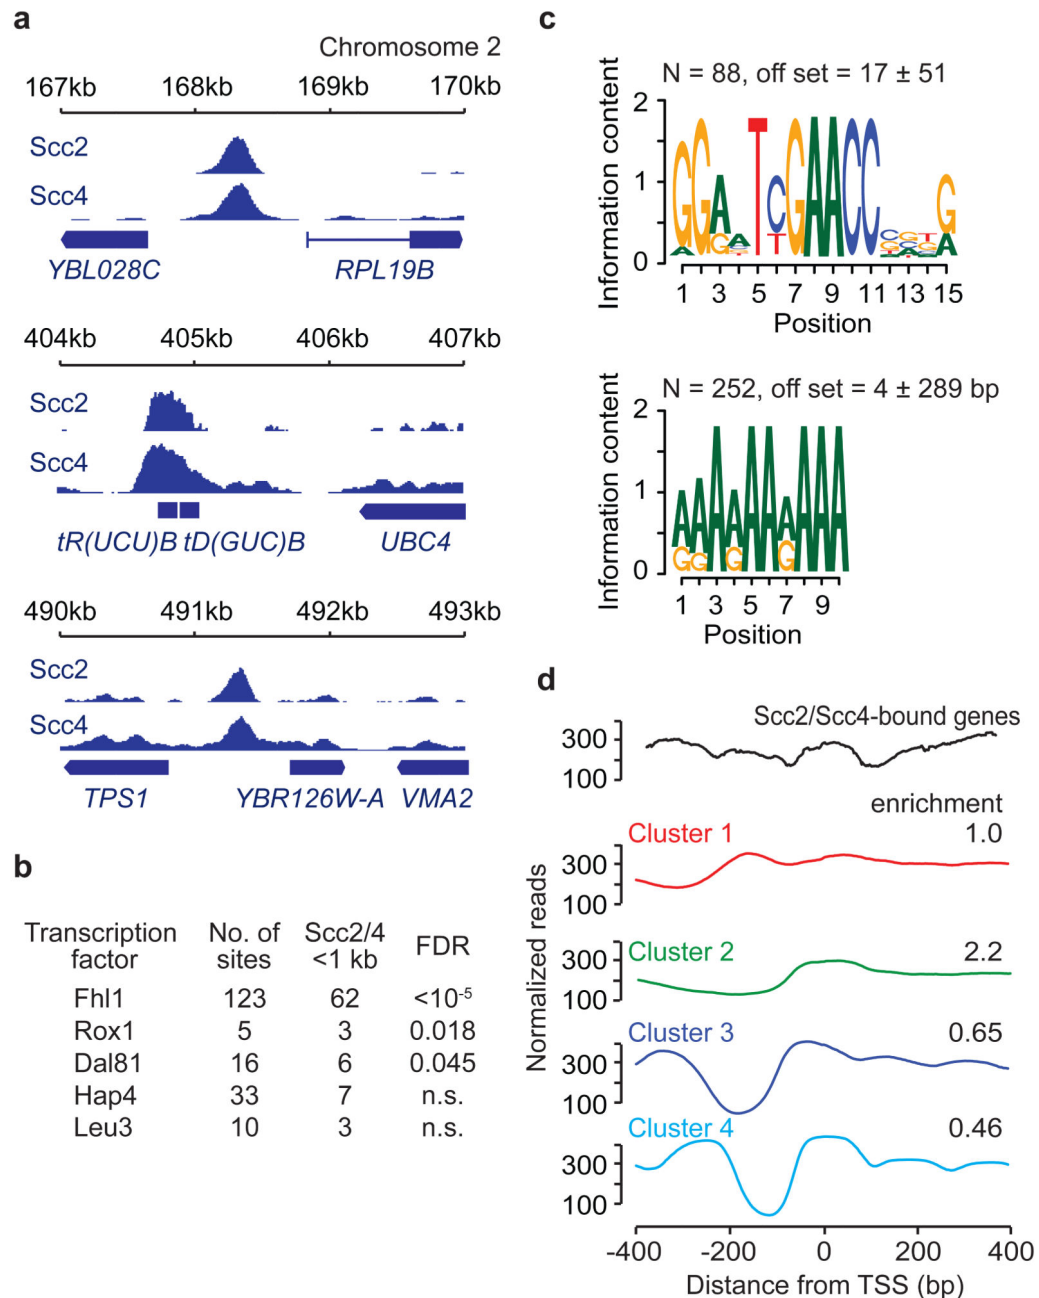 a
Chromosome 2
167kb 168kb 169kb 170kb
Scc2
Scc4
YBL028C RPL19B
404kb 405kb 406kb 407kb
Scc2
Scc4
tR(UCU)B tD(GUC)B UBC4
490kb 491kb 492kb 493kb
Scc2
Scc4
TPS1 YBR126W-A VMA2
b
Transcription factor No. of sites Scc2/4 <1 kb FDR
Fhl1 123 62 <10⁻⁵
Rox1 5 3 0.018
Dal81 16 6 0.045
Hap4 33 7 n.s.
Leu3 10 3 n.s.
c
N = 88, off set = 17 ± 51
Information content
2
1
0
1 3 5 7 9 11 13 15
Position
N = 252, off set = 4 ± 289 bp
Information content
2
1
0
1 3 5 7 9
Position
d
Scc2/Scc4-bound genes
300
100
enrichment
Cluster 1 1.0
300
100
Cluster 2 2.2
300
100
Cluster 3 0.65
300
100
Cluster 4 0.46
300
100
Normalized reads
-400 -200 0 200 400
Distance from TSS (bp)